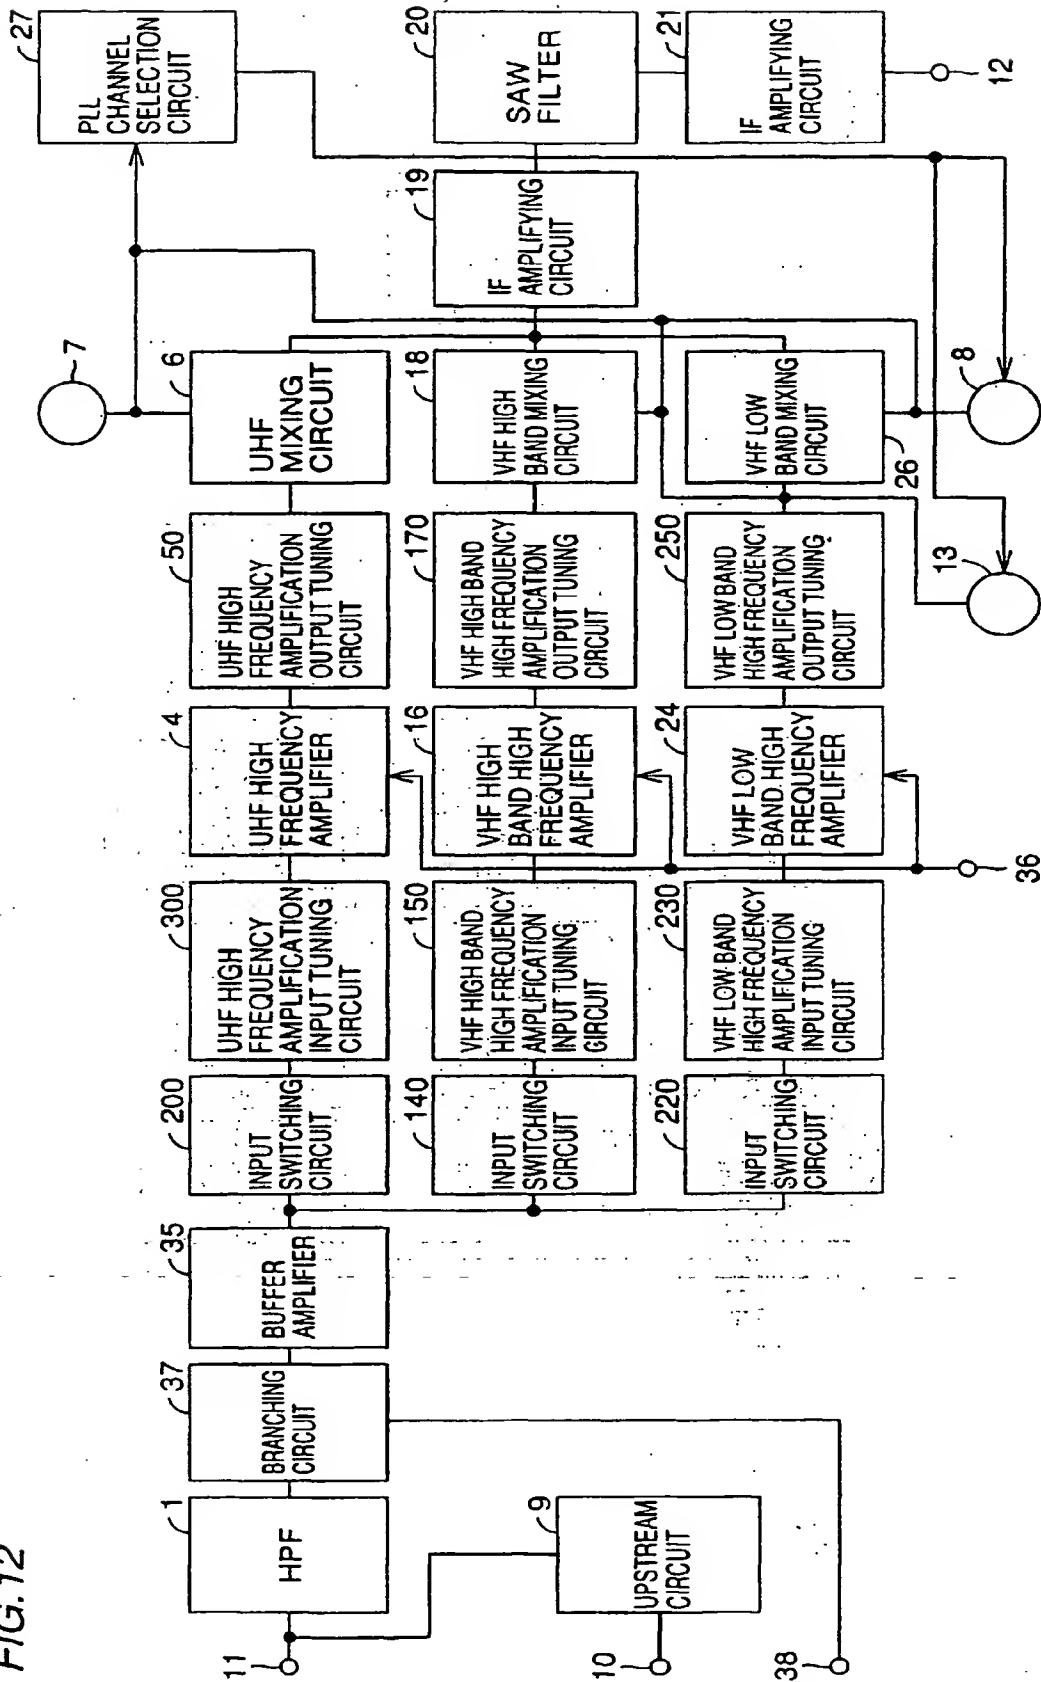 FIG.12
11
10
38
1
HPF
9
UPSTREAM
CIRCUIT
37
BRANCHING
CIRCUIT
35
BUFFER
AMPLIFIER
200
INPUT
SWITCHING
CIRCUIT
300
UHF HIGH
FREQUENCY
AMPLIFICATION
INPUT TUNING
CIRCUIT
4
UHF HIGH
FREQUENCY
AMPLIFIER
50
UHF HIGH
FREQUENCY
AMPLIFICATION
OUTPUT TUNING
CIRCUIT
6
UHF
MIXING
CIRCUIT
7
27
PLL
CHANNEL
SELECTION
CIRCUIT
140
INPUT
SWITCHING
CIRCUIT
150
VHF HIGH BAND
HIGH FREQUENCY
AMPLIFICATION
INPUT TUNING
CIRCUIT
16
VHF HIGH
BAND HIGH
FREQUENCY
AMPLIFIER
170
VHF HIGH BAND
HIGH FREQUENCY
AMPLIFICATION
OUTPUT TUNING
CIRCUIT
18
VHF HIGH
BAND MIXING
CIRCUIT
19
IF
AMPLIFYING
CIRCUIT
20
SAW
FILTER
220
INPUT
SWITCHING
CIRCUIT
230
VHF LOW BAND
HIGH FREQUENCY
AMPLIFICATION
INPUT TUNING
CIRCUIT
24
VHF LOW
BAND HIGH
FREQUENCY
AMPLIFIER
250
VHF LOW BAND
HIGH FREQUENCY
AMPLIFICATION
OUTPUT TUNING
CIRCUIT
VHF LOW
BAND MIXING
CIRCUIT
26
21
IF
AMPLIFYING
CIRCUIT
36
13
8
12